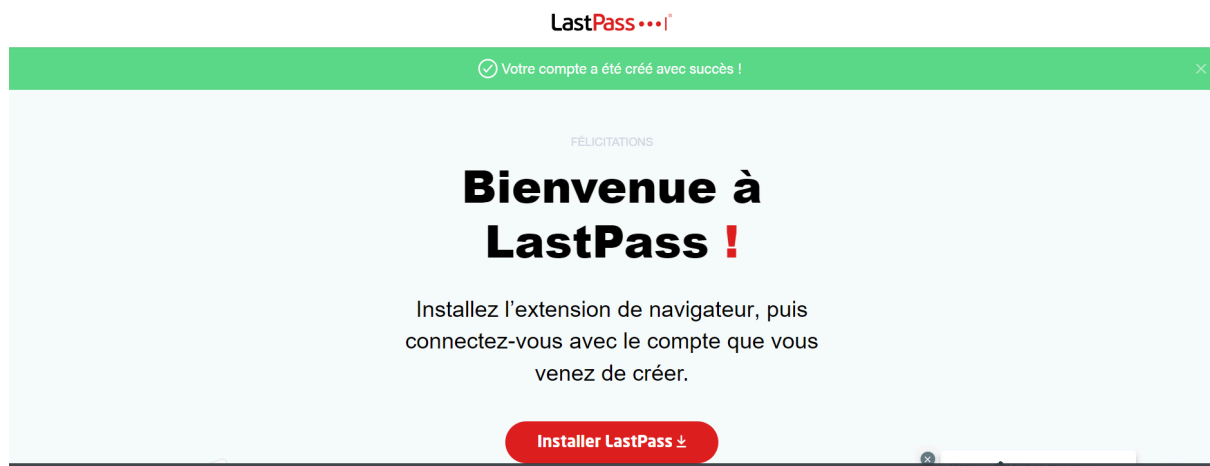 LastPass
Votre compte a été créé avec succès !
FÉLICITATIONS
Bienvenue à
LastPass !
Installez l’extension de navigateur, puis
connectez-vous avec le compte que vous
venez de créer.
Installer LastPass